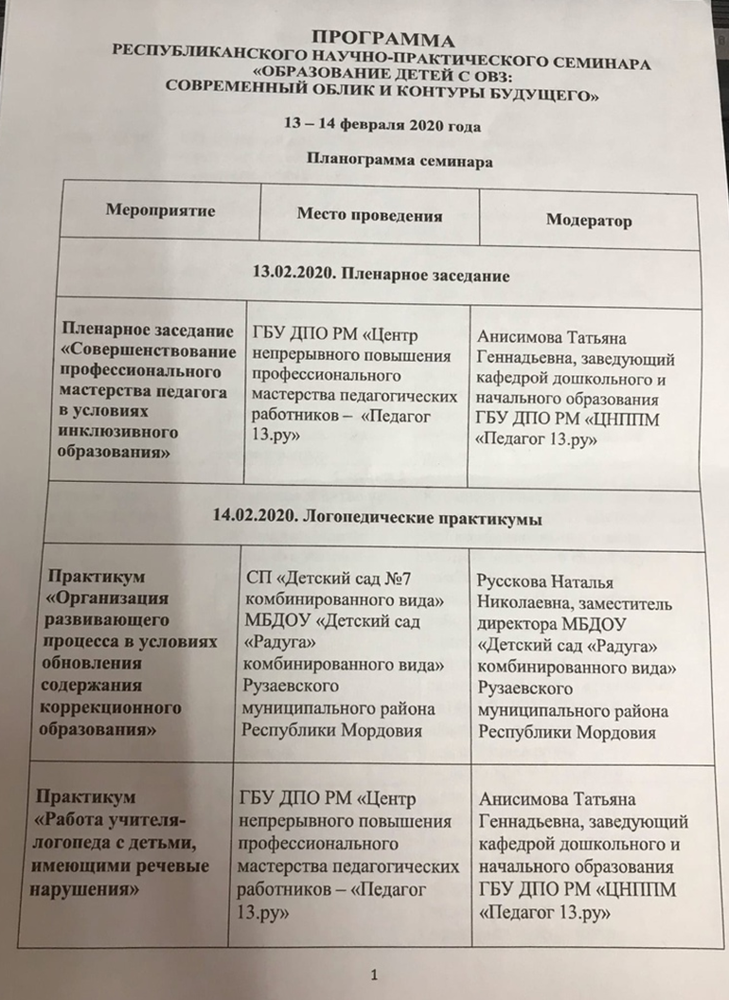 ПРОГРАММА
РЕСПУБЛИКАНСКОГО НАУЧНО-ПРАКТИЧЕСКОГО СЕМИНАРА
«ОБРАЗОВАНИЕ ДЕТЕЙ С ОВЗ:
СОВРЕМЕННЫЙ ОБЛИК И КОНТУРЫ БУДУЩЕГО»
13 – 14 февраля 2020 года
Планограмма семинара
Мероприятие
Место проведения
Модератор
13.02.2020. Пленарное заседание
Пленарное заседание
«Совершенствование
профессионального
мастерства педагога
в условиях
инклюзивного
образования»
ГБУ ДПО РМ «Центр
непрерывного повышения
профессионального
мастерства педагогических
работников – «Педагог
13.ру»
Анисимова Татьяна
Геннадьевна, заведующий
кафедрой дошкольного и
начального образования
ГБУ ДПО РМ «ЦНППМ
«Педагог 13.ру»
14.02.2020. Логопедические практикумы
Практикум
«Организация
развивающего
процесса в условиях
обновления
содержания
коррекционного
образования»
СП «Детский сад №7
комбинированного вида»
МБДОУ «Детский сад
«Радуга»
комбинированного вида»
Рузаевского
муниципального района
Республики Мордовия
Русскова Наталья
Николаевна, заместитель
директора МБДОУ
«Детский сад «Радуга»
комбинированного вида»
Рузаевского
муниципального района
Республики Мордовия
Практикум
«Работа учителя-
логопеда с детьми,
имеющими речевые
нарушения»
ГБУ ДПО РМ «Центр
непрерывного повышения
профессионального
мастерства педагогических
работников – «Педагог
13.ру»
Анисимова Татьяна
Геннадьевна, заведующий
кафедрой дошкольного и
начального образования
ГБУ ДПО РМ «ЦНППМ
«Педагог 13.ру»
1